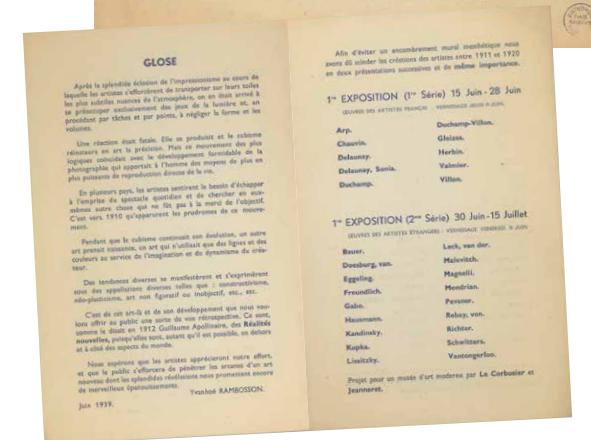 GLOSE
Après la splendide éclosion de l'impressionnisme au cours de
laquelle les artistes s'efforcèrent de transporter sur leurs toiles
les plus subtiles nuances de l'atmosphère, on en était arrivé à
se préoccuper exclusivement des jeux de la lumière et, en
procédant par tâches et par points, à négliger la forme et les
volumes.
Une réaction était fatale. Elle se produisit et le cubisme
réinstaura en art la précision. Mais ce mouvement des plus
logiques coïncidait avec le développement formidable de la
photographie qui apportait à l'homme des moyens de plus en
plus puissants de reproduction directe de la vie.
En plusieurs pays, les artistes sentirent le besoin d'échapper
à l'emprise du spectacle quotidien et de chercher en eux-
mêmes autre chose qui ne fût pas à la merci de l'objectif.
C'est vers 1910 qu'apparurent les prodromes de ce mouve-
ment.
Pendant que le cubisme continuait son évolution, un autre
art prenait naissance, un art qui n'utilisait que des lignes et des
couleurs au service de l'imagination et du dynamisme du créa-
teur.
Des tendances diverses se manifestèrent et s'exprimèrent
sous des appellations diverses telles que : constructivisme,
néo-plasticisme, art non figuratif ou inobjectif, etc., etc.
C'est de cet art-là et de son développement que nous vou-
lons offrir au public une sorte de vue rétrospective. Ce sont,
comme le disait en 1912 Guillaume Apollinaire, des Réalités
nouvelles, puisqu'elles sont, autant qu'il est possible, en dehors
et à côté des aspects du monde.
Nous espérons que les artistes apprécieront notre effort,
et que le public s'efforcera de pénétrer les arcanes d'un art
nouveau dont les splendides révélations nous promettent encore
de merveilleux épanouissements.
Yvanhoé RAMBOSSON.
Juin 1939.
Afin d'éviter un encombrement mural inesthétique nous
avons dû scinder les créations des artistes entre 1911 et 1920
en deux présentations successives et de même importance.
1re EXPOSITION (1re Série) 15 Juin - 28 Juin
ŒUVRES DES ARTISTES FRANÇAIS - VERNISSAGE JEUDI JUIN.
Arp.
Chauvin.
Delaunay.
Delaunay, Sonia.
Duchamp.
Duchamp-Villon.
Gleizes.
Herbin.
Valmier.
Villon.
1re EXPOSITION (2me Série) 30 Juin - 15 Juillet
ŒUVRES DES ARTISTES ÉTRANGERS - VERNISSAGE VENDREDI JUIN
Bauer.
Doesburg, van.
Eggeling.
Freundlich.
Gabo.
Hausmann.
Kandinsky.
Kupka.
Lissitzky.
Leck, van der.
Malevitch.
Magnelli.
Mondrian.
Pevsner.
Rebay, von.
Richter.
Schwitters.
Vantongerloo.
Projet pour un musée d'art moderne par Le Corbusier et
Jeanneret.